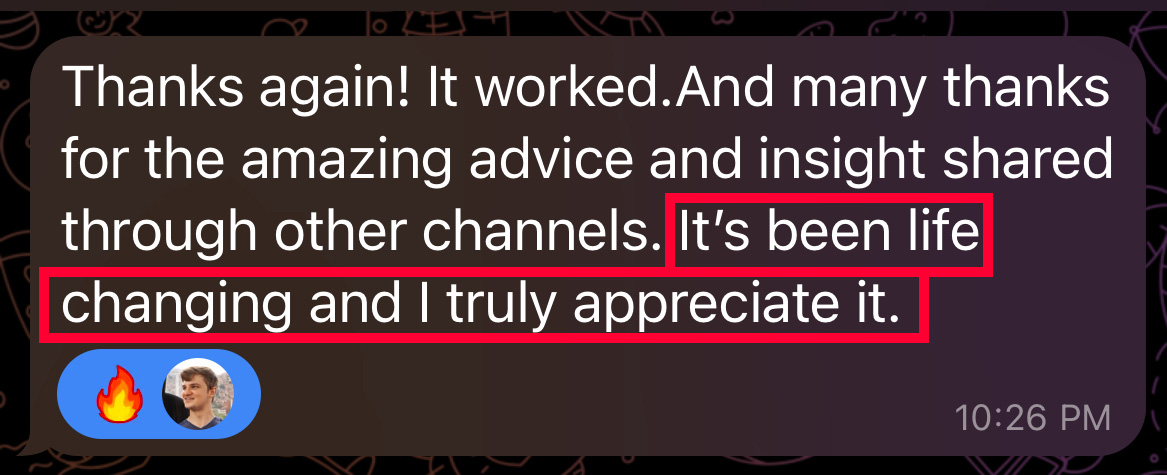 Thanks again! It worked.And many thanks
for the amazing advice and insight shared
through other channels. It’s been life
changing and I truly appreciate it.
10:26 PM